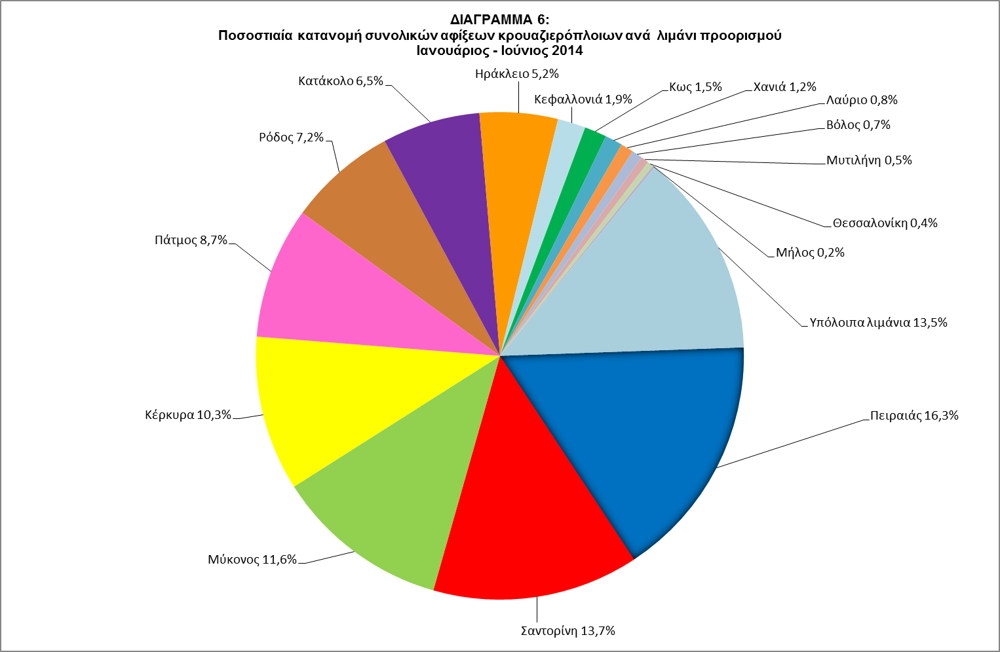 ΔΙΑΓΡΑΜΜΑ 6:
Ποσοστιαία κατανομή συνολικών αφίξεων κρουαζιερόπλοιων ανά λιμάνι προορισμού
Ιανουάριος - Ιούνιος 2014
Ηράκλειο 5,2%
Κατάκολο 6,5%
Κεφαλλονιά 1,9%
Κως 1,5%
Χανιά 1,2%
Λαύριο 0,8%
Βόλος 0,7%
Ρόδος 7,2%
Μυτιλήνη 0,5%
Θεσσαλονίκη 0,4%
Πάτμος 8,7%
Μήλος 0,2%
Υπόλοιπα λιμάνια 13,5%
Κέρκυρα 10,3%
Πειραιάς 16,3%
Μύκονος 11,6%
Σαντορίνη 13,7%